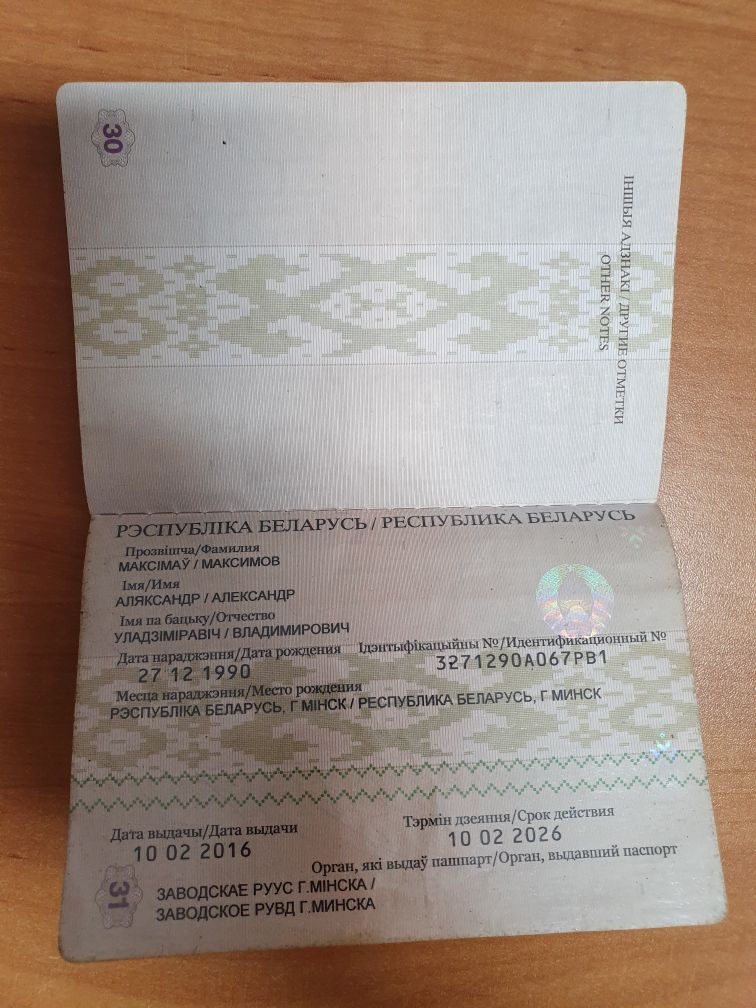 30
ІНШЫЯ АДЗНАКІ / ДРУГИЕ ОТМЕТКИ
OTHER NOTES
РЭСПУБЛІКА БЕЛАРУСЬ / РЕСПУБЛИКА БЕЛАРУСЬ
Прозвішча/Фамилия
МАКСІМАЎ / МАКСИМОВ
Імя/Имя
АЛЯКСАНДР / АЛЕКСАНДР
Імя па бацьку/Отчество
УЛАДЗІМІРАВІЧ / ВЛАДИМИРОВИЧ
Дата нараджэння/Дата рождения Ідэнтыфікацыйны №/Идентификационный №
27 12 1990 3271290A067PB1
Месца нараджэння/Место рождения
РЭСПУБЛІКА БЕЛАРУСЬ, Г МІНСК / РЕСПУБЛИКА БЕЛАРУСЬ, Г МИНСК
Дата выдачы/Дата выдачи Тэрмін дзеяння/Срок действия
10 02 2016 10 02 2026
Орган, які выдаў пашпарт/Орган, выдавший паспорт
ЗАВОДСКАЕ РУУС Г.МІНСКА /
ЗАВОДСКОЕ РУВД Г.МИНСКА
31